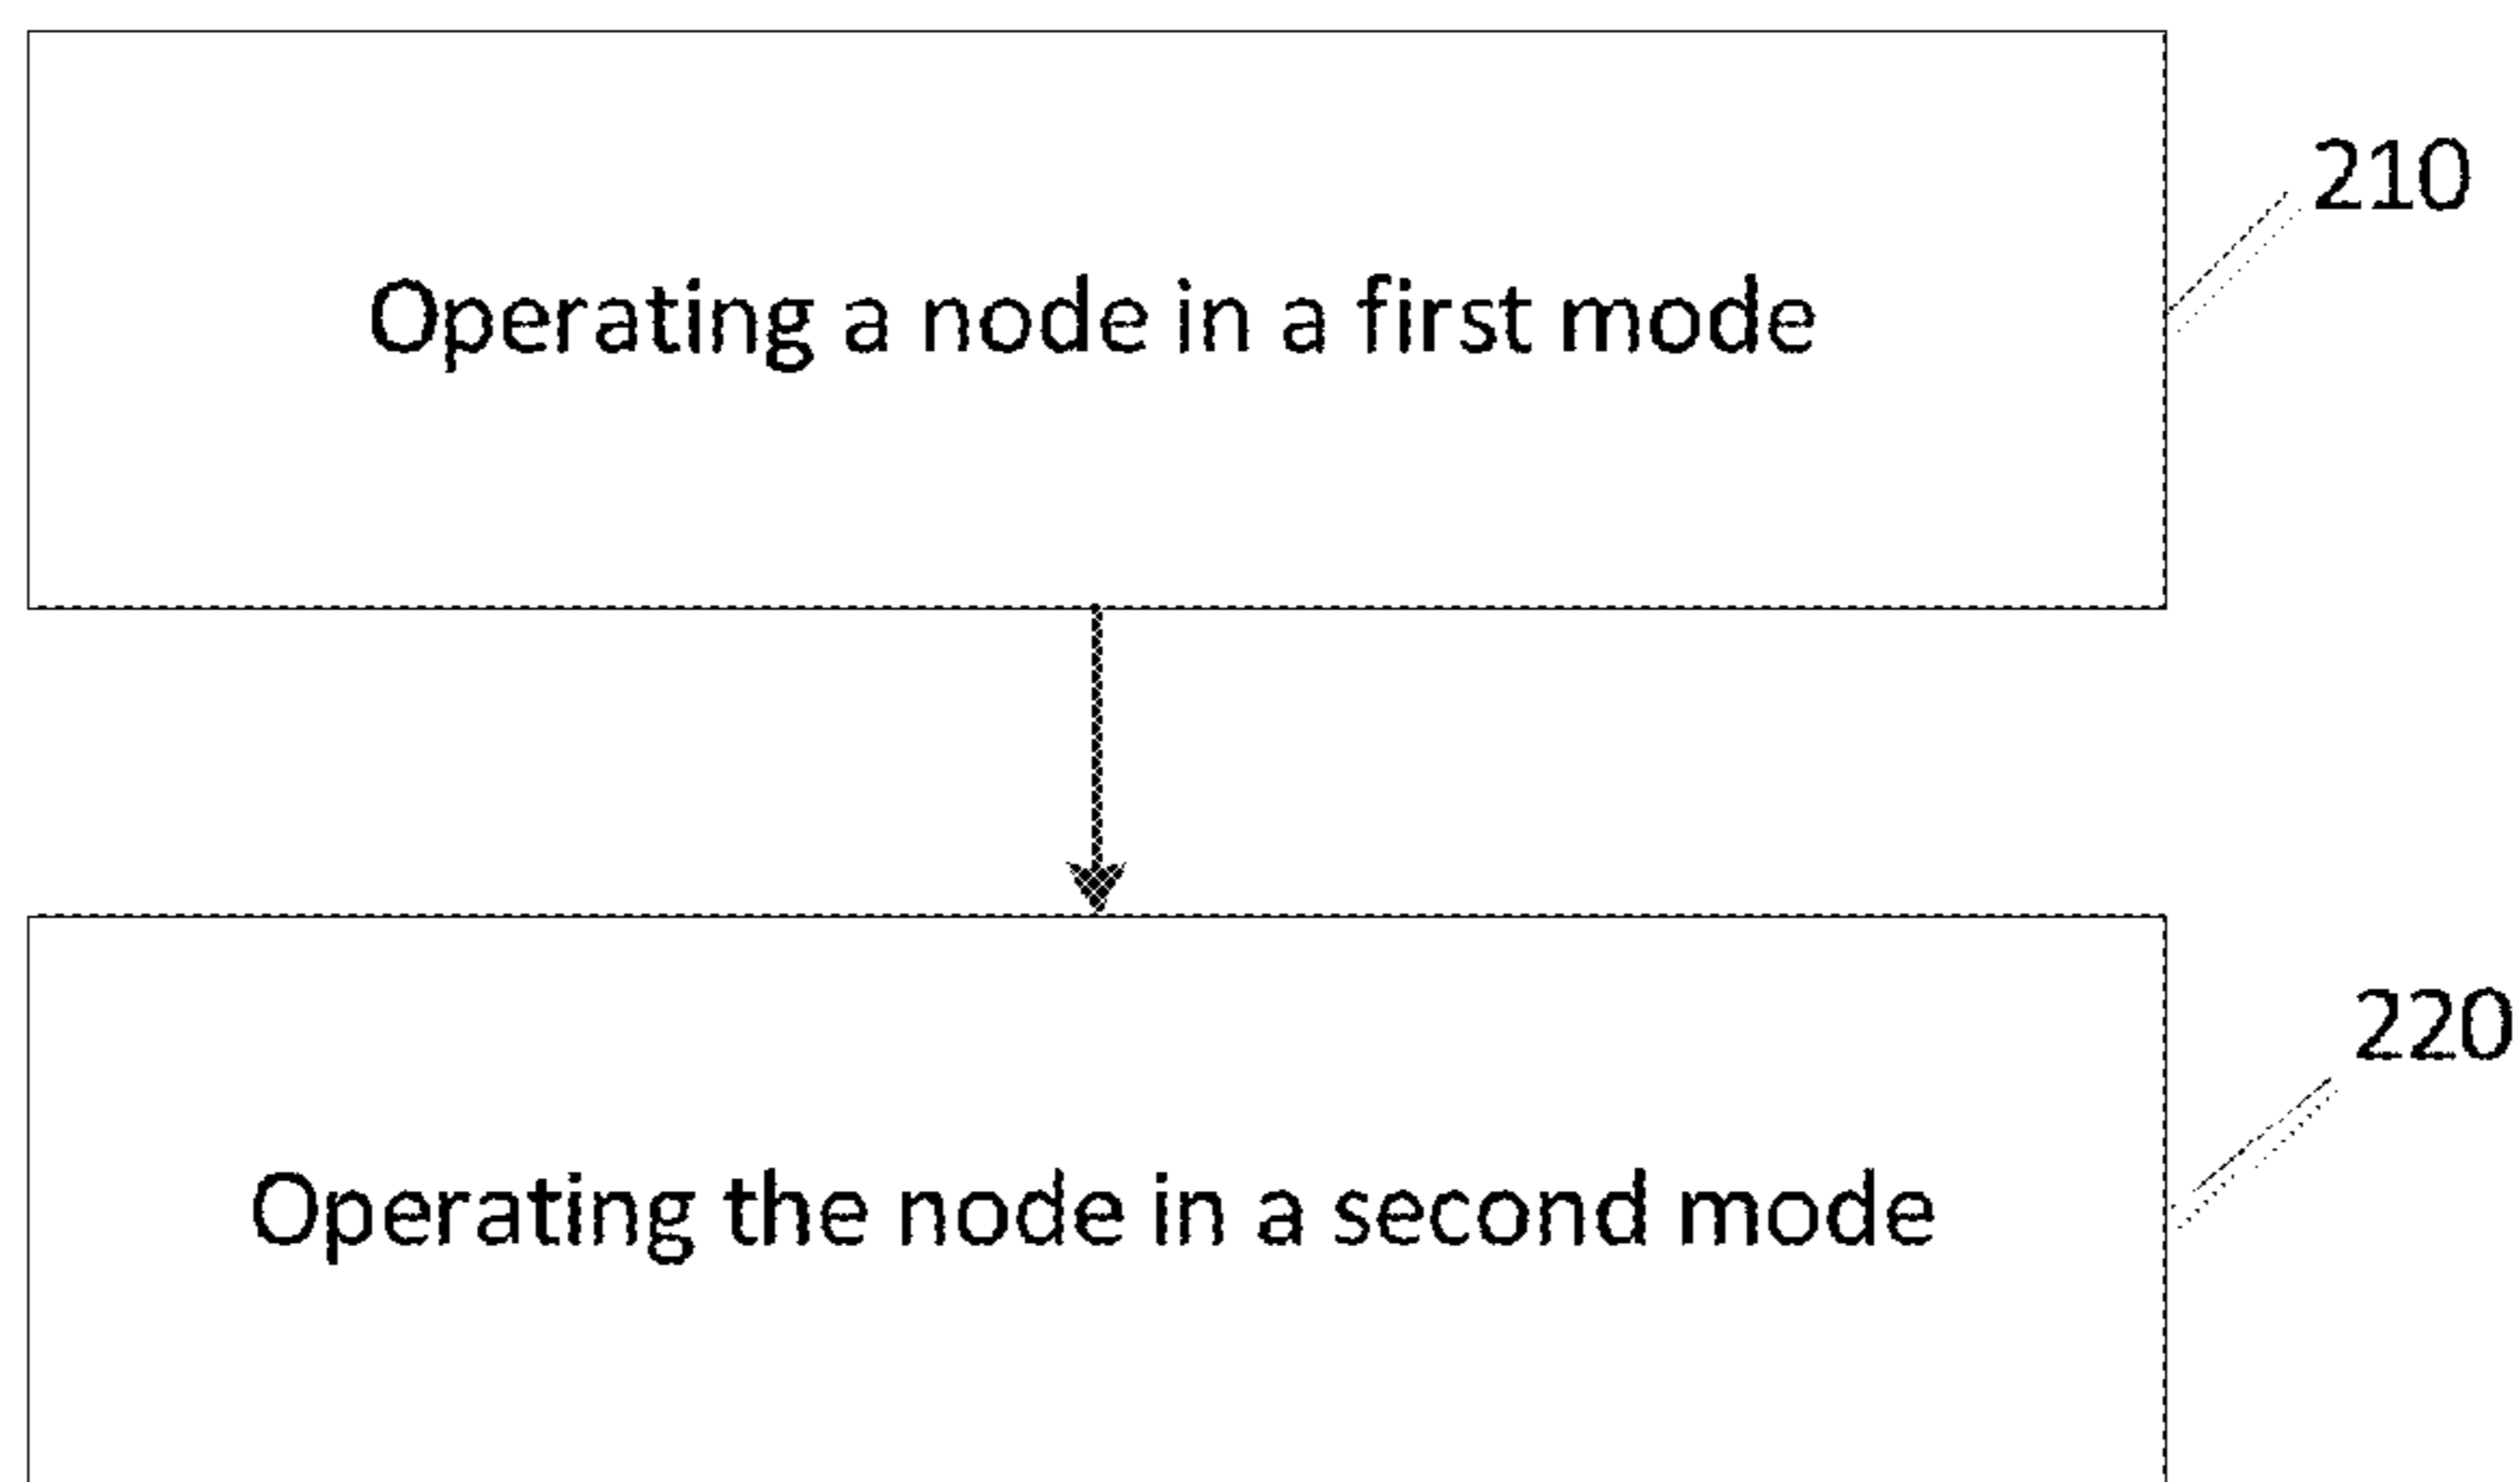 210
Operating a node in a first mode
220
Operating the node in a second mode